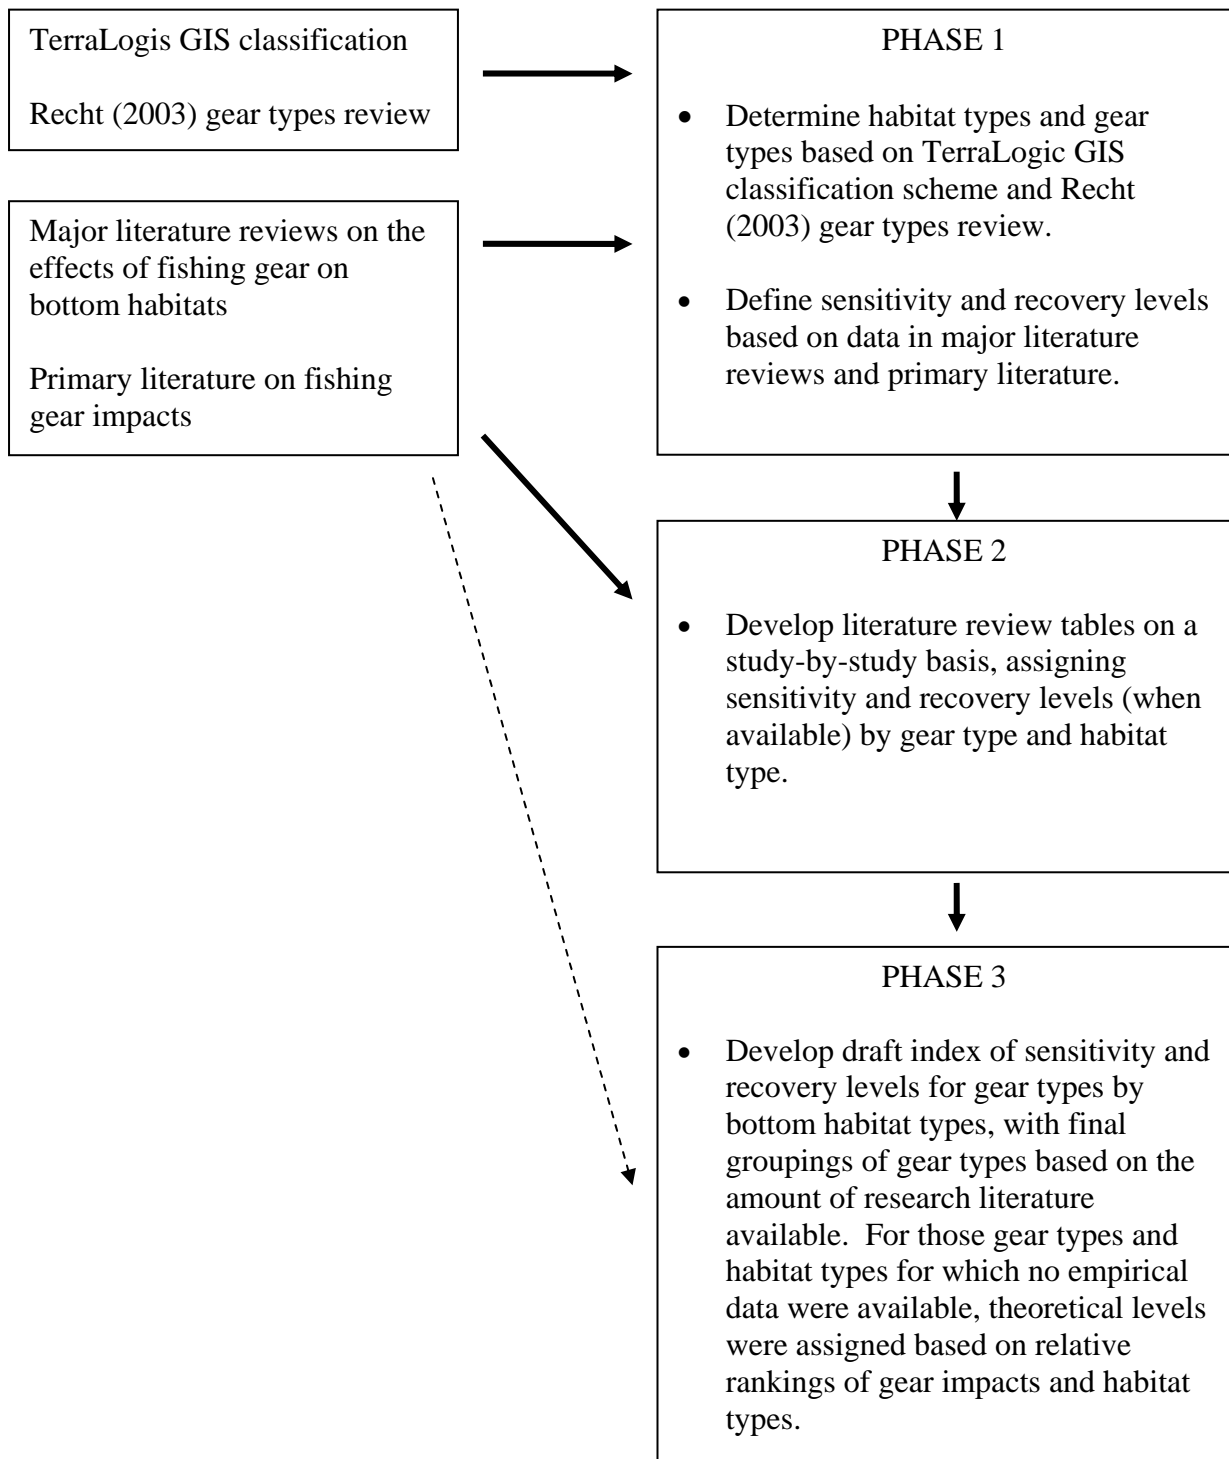 TerraLogis GIS classification
Recht (2003) gear types review
Major literature reviews on the
effects of fishing gear on
bottom habitats
Primary literature on fishing
gear impacts
PHASE 1
• Determine habitat types and gear
types based on TerraLogic GIS
classification scheme and Recht
(2003) gear types review.
• Define sensitivity and recovery levels
based on data in major literature
reviews and primary literature.
PHASE 2
• Develop literature review tables on a
study-by-study basis, assigning
sensitivity and recovery levels (when
available) by gear type and habitat
type.
PHASE 3
• Develop draft index of sensitivity and
recovery levels for gear types by
bottom habitat types, with final
groupings of gear types based on the
amount of research literature
available.  For those gear types and
habitat types for which no empirical
data were available, theoretical levels
were assigned based on relative
rankings of gear impacts and habitat
types.